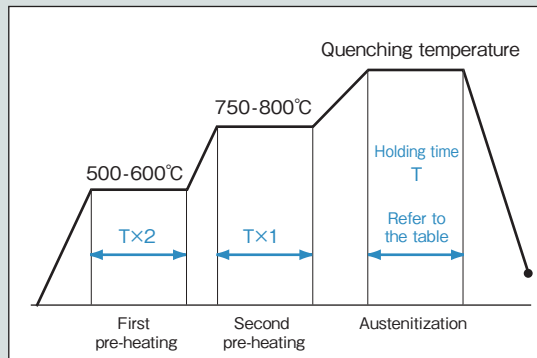 Quenching temperature
750-800℃
500-600℃
Holding time
T
Refer to
the table
T×2
T×1
First
pre-heating
Second
pre-heating
Austenitization